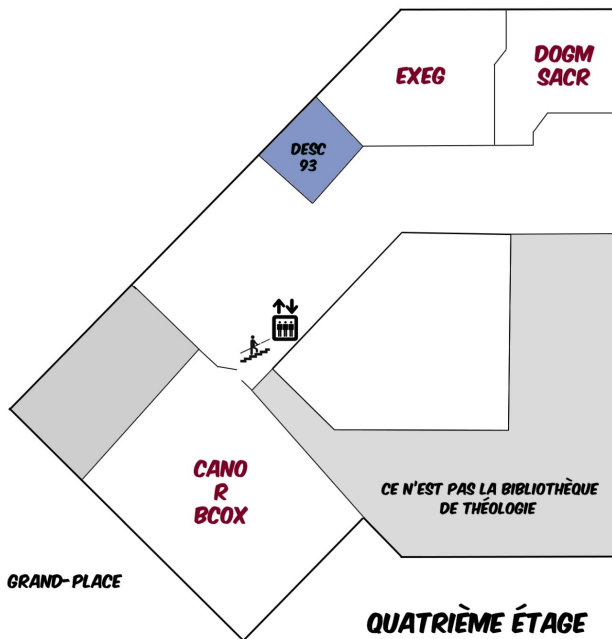 EXEG
DOGM
SACR
DESC
93
CANO
R
BCOX
CE N'EST PAS LA BIBLIOTHÈQUE
DE THÉOLOGIE
GRAND-PLACE
QUATRIÈME ÉTAGE